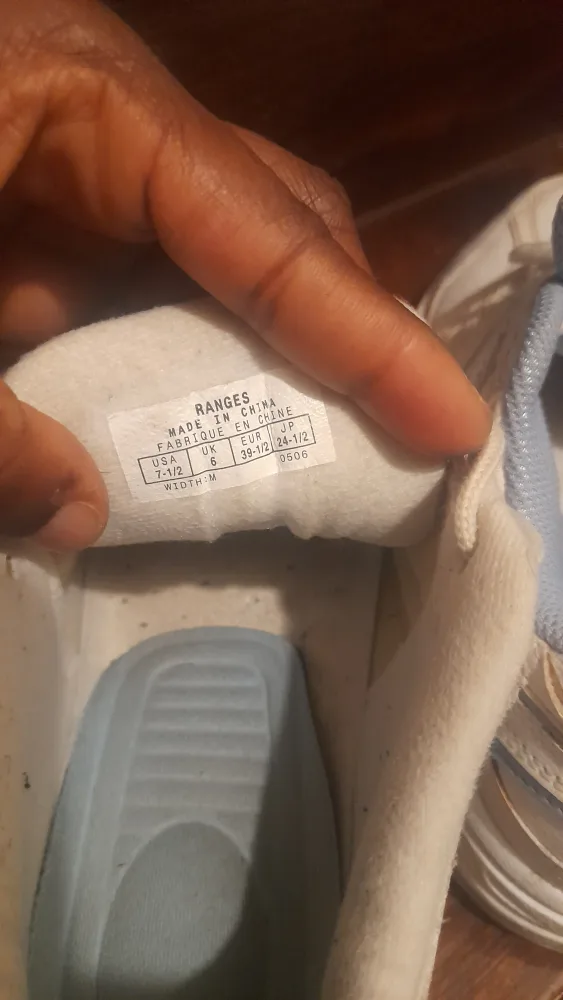 RANGES
MADE IN CHINA
FABRIQUE EN CHINE
USA UK EUR JP
7-1/2 6 39-1/2 24-1/2
WIDTH:M 0506